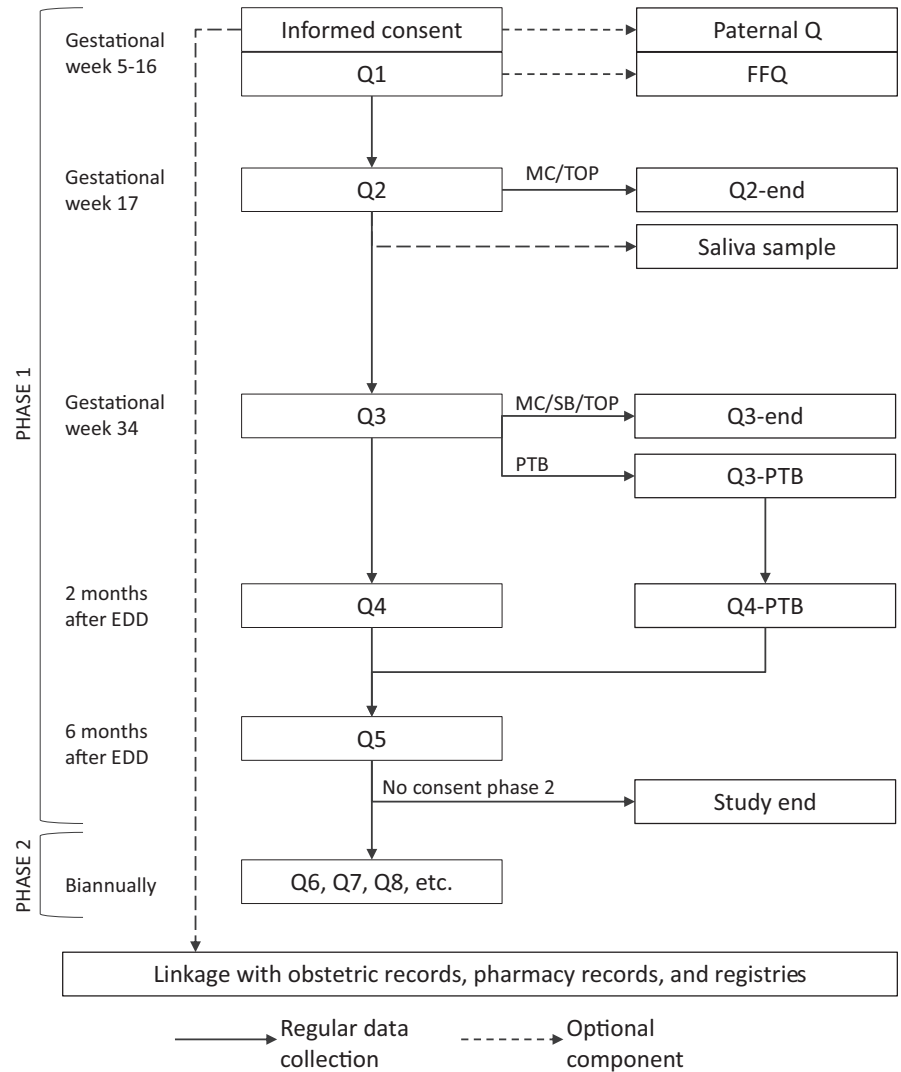 PHASE 1
Gestational
week 5-16
Informed consent
Paternal Q
Q1
FFQ
Gestational
week 17
Q2
MC/TOP
Q2-end
Saliva sample
Gestational
week 34
Q3
MC/SB/TOP
Q3-end
PTB
Q3-PTB
2 months
after EDD
Q4
Q4-PTB
6 months
after EDD
Q5
No consent phase 2
Study end
PHASE 2
Biannually
Q6, Q7, Q8, etc.
Linkage with obstetric records, pharmacy records, and registries
Regular data
collection
Optional
component